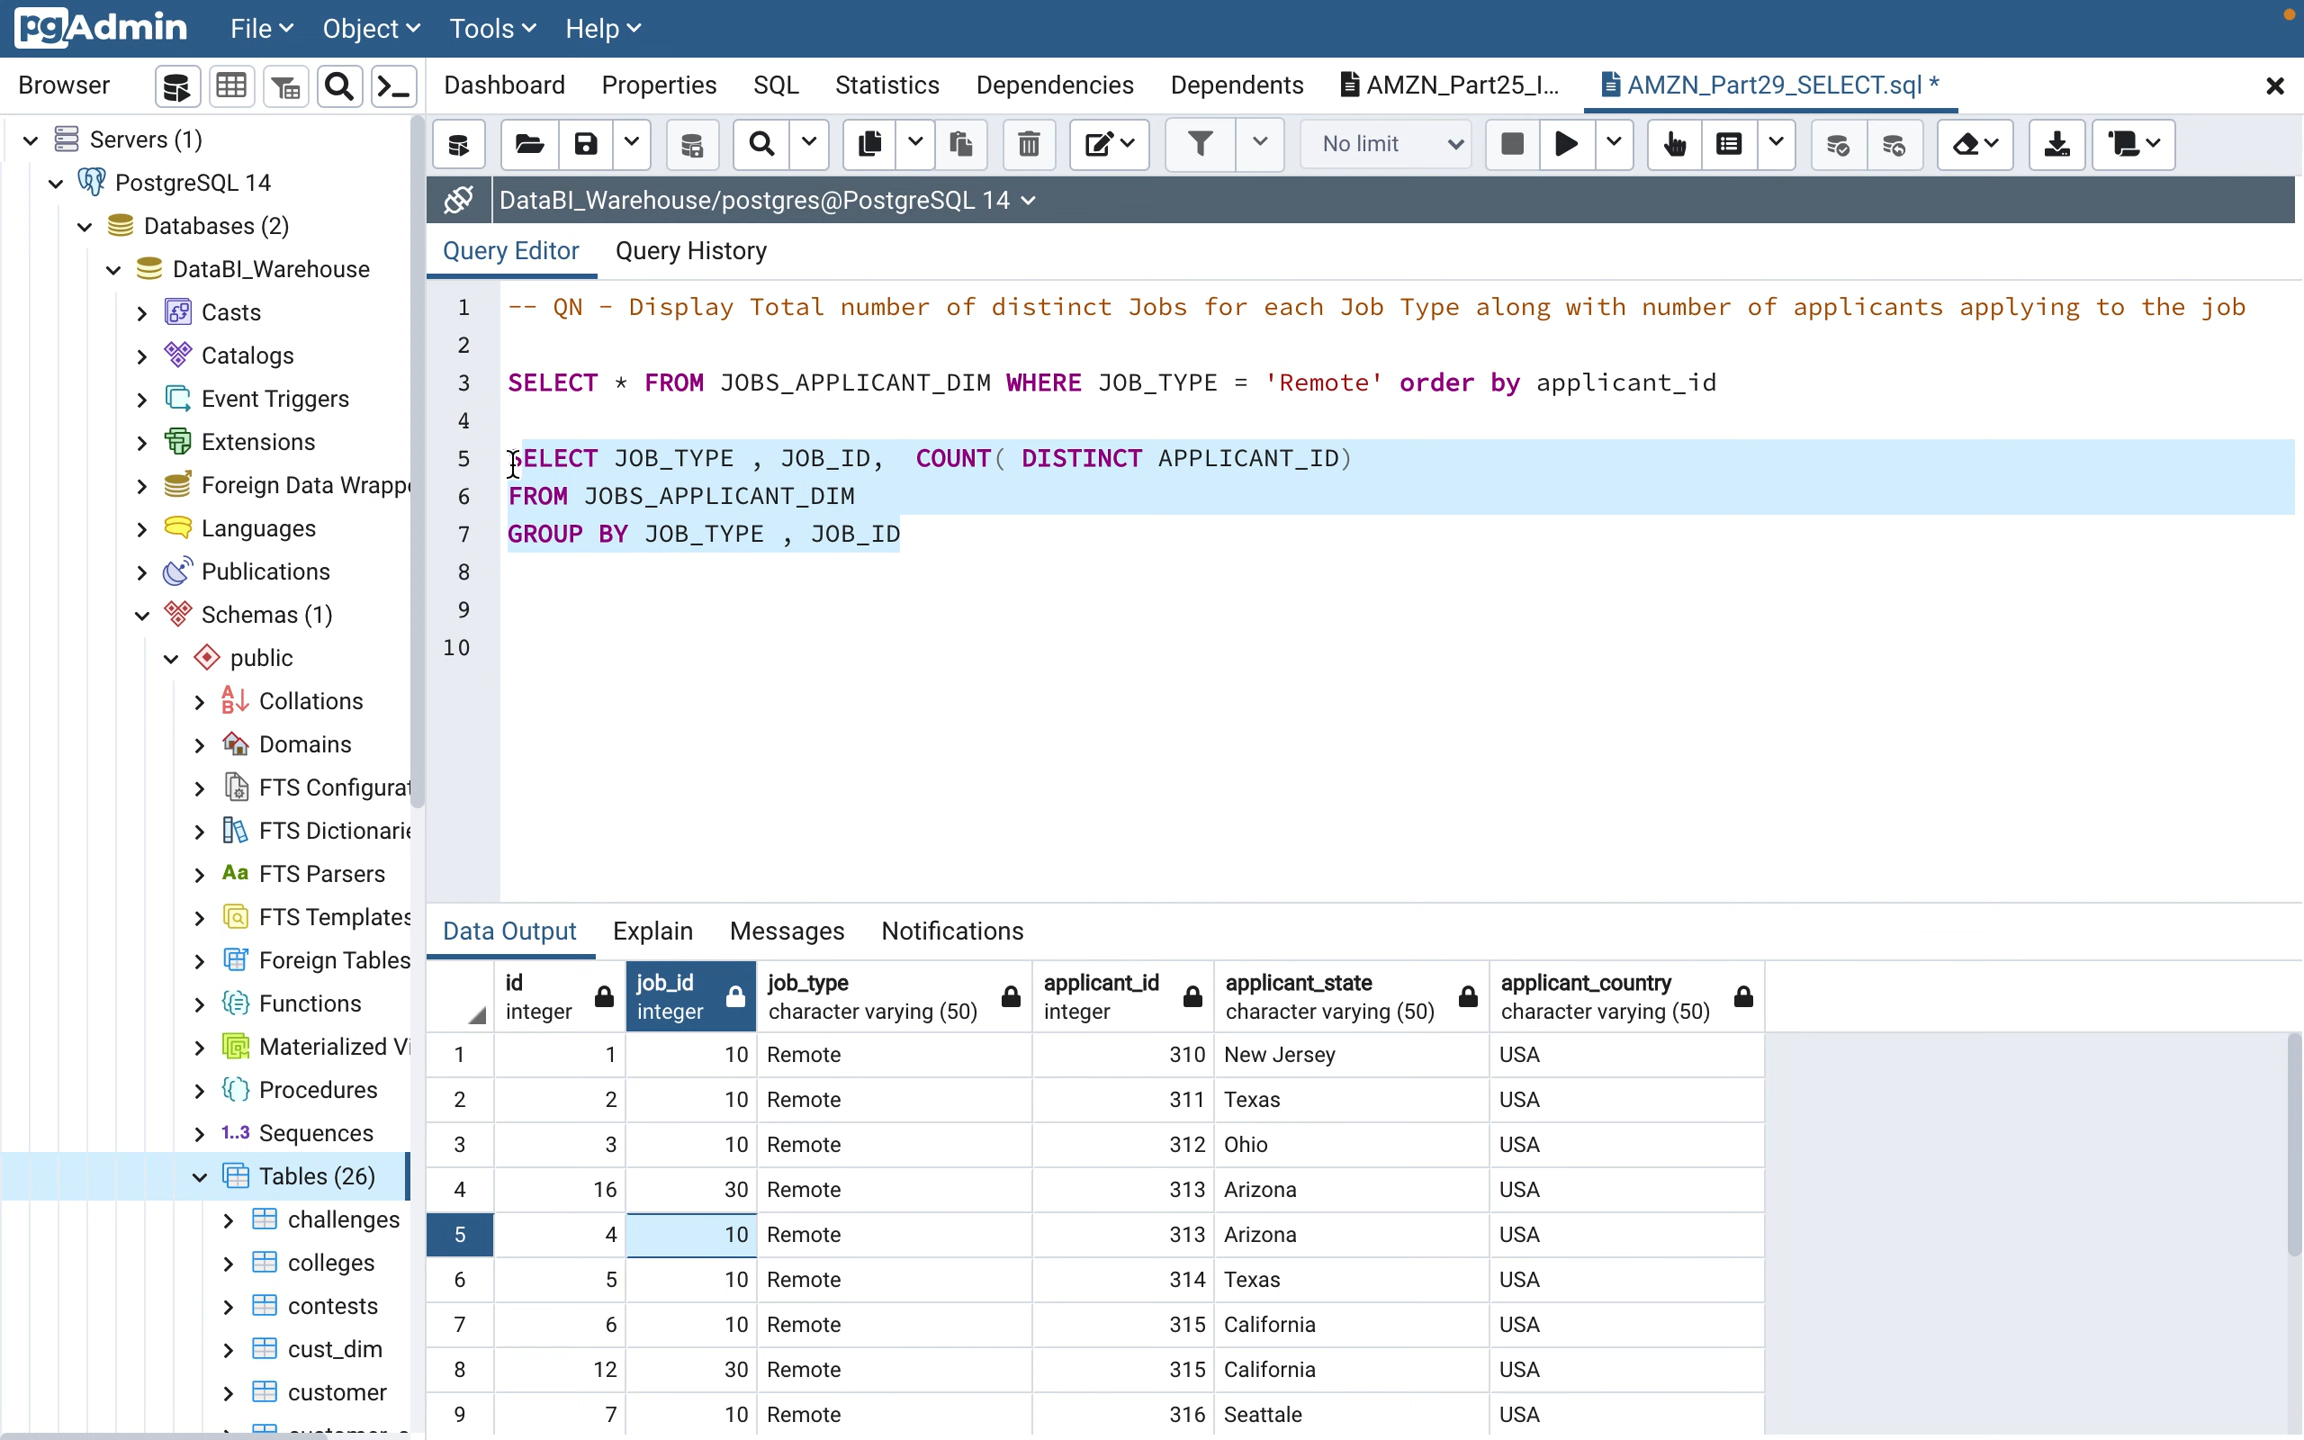 pgAdmin File Object Tools Help
Browser
Dashboard Properties SQL Statistics Dependencies Dependents AMZN_Part25_I... AMZN_Part29_SELECT.sql *
No limit
DataBI_Warehouse/postgres@PostgreSQL 14
Query Editor Query History
Servers (1)
PostgreSQL 14
Databases (2)
DataBI_Warehouse
Casts
Catalogs
Event Triggers
Extensions
Foreign Data Wrappe
Languages
Publications
Schemas (1)
public
Collations
Domains
FTS Configurat
FTS Dictionarie
Aa FTS Parsers
FTS Templates
Foreign Tables
Functions
Materialized Vi
Procedures
1..3 Sequences
Tables (26)
challenges
colleges
contests
cust_dim
customer
1 -- QN - Display Total number of distinct Jobs for each Job Type along with number of applicants applying to the job
2
3 SELECT * FROM JOBS_APPLICANT_DIM WHERE JOB_TYPE = 'Remote' order by applicant_id
4
5 SELECT JOB_TYPE , JOB_ID, COUNT( DISTINCT APPLICANT_ID)
6 FROM JOBS_APPLICANT_DIM
7 GROUP BY JOB_TYPE , JOB_ID
8
9
10
Data Output Explain Messages Notifications
id job_id job_type applicant_id applicant_state applicant_country
integer integer character varying (50) integer character varying (50) character varying (50)
1 1 10 Remote 310 New Jersey USA
2 2 10 Remote 311 Texas USA
3 3 10 Remote 312 Ohio USA
4 16 30 Remote 313 Arizona USA
5 4 10 Remote 313 Arizona USA
6 5 10 Remote 314 Texas USA
7 6 10 Remote 315 California USA
8 12 30 Remote 315 California USA
9 7 10 Remote 316 Seattale USA